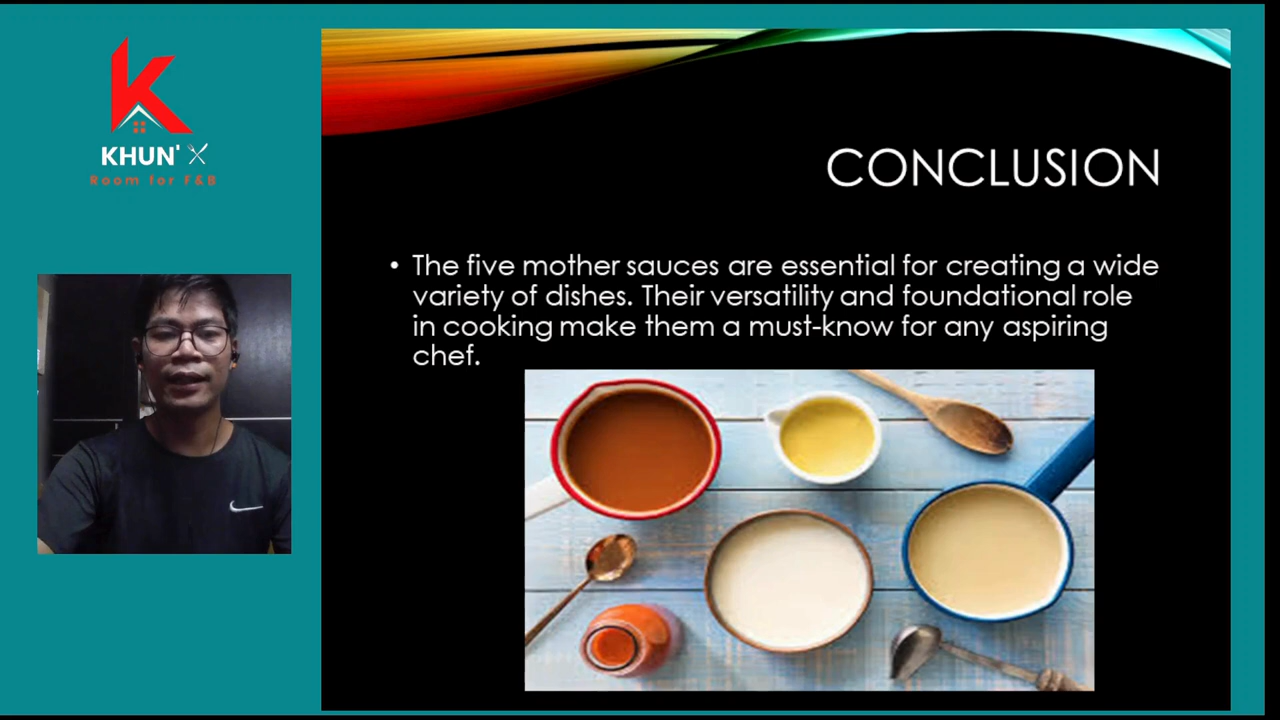 KHUN'
Room for F&B
CONCLUSION
• The five mother sauces are essential for creating a wide
variety of dishes. Their versatility and foundational role
in cooking make them a must-know for any aspiring
chef.